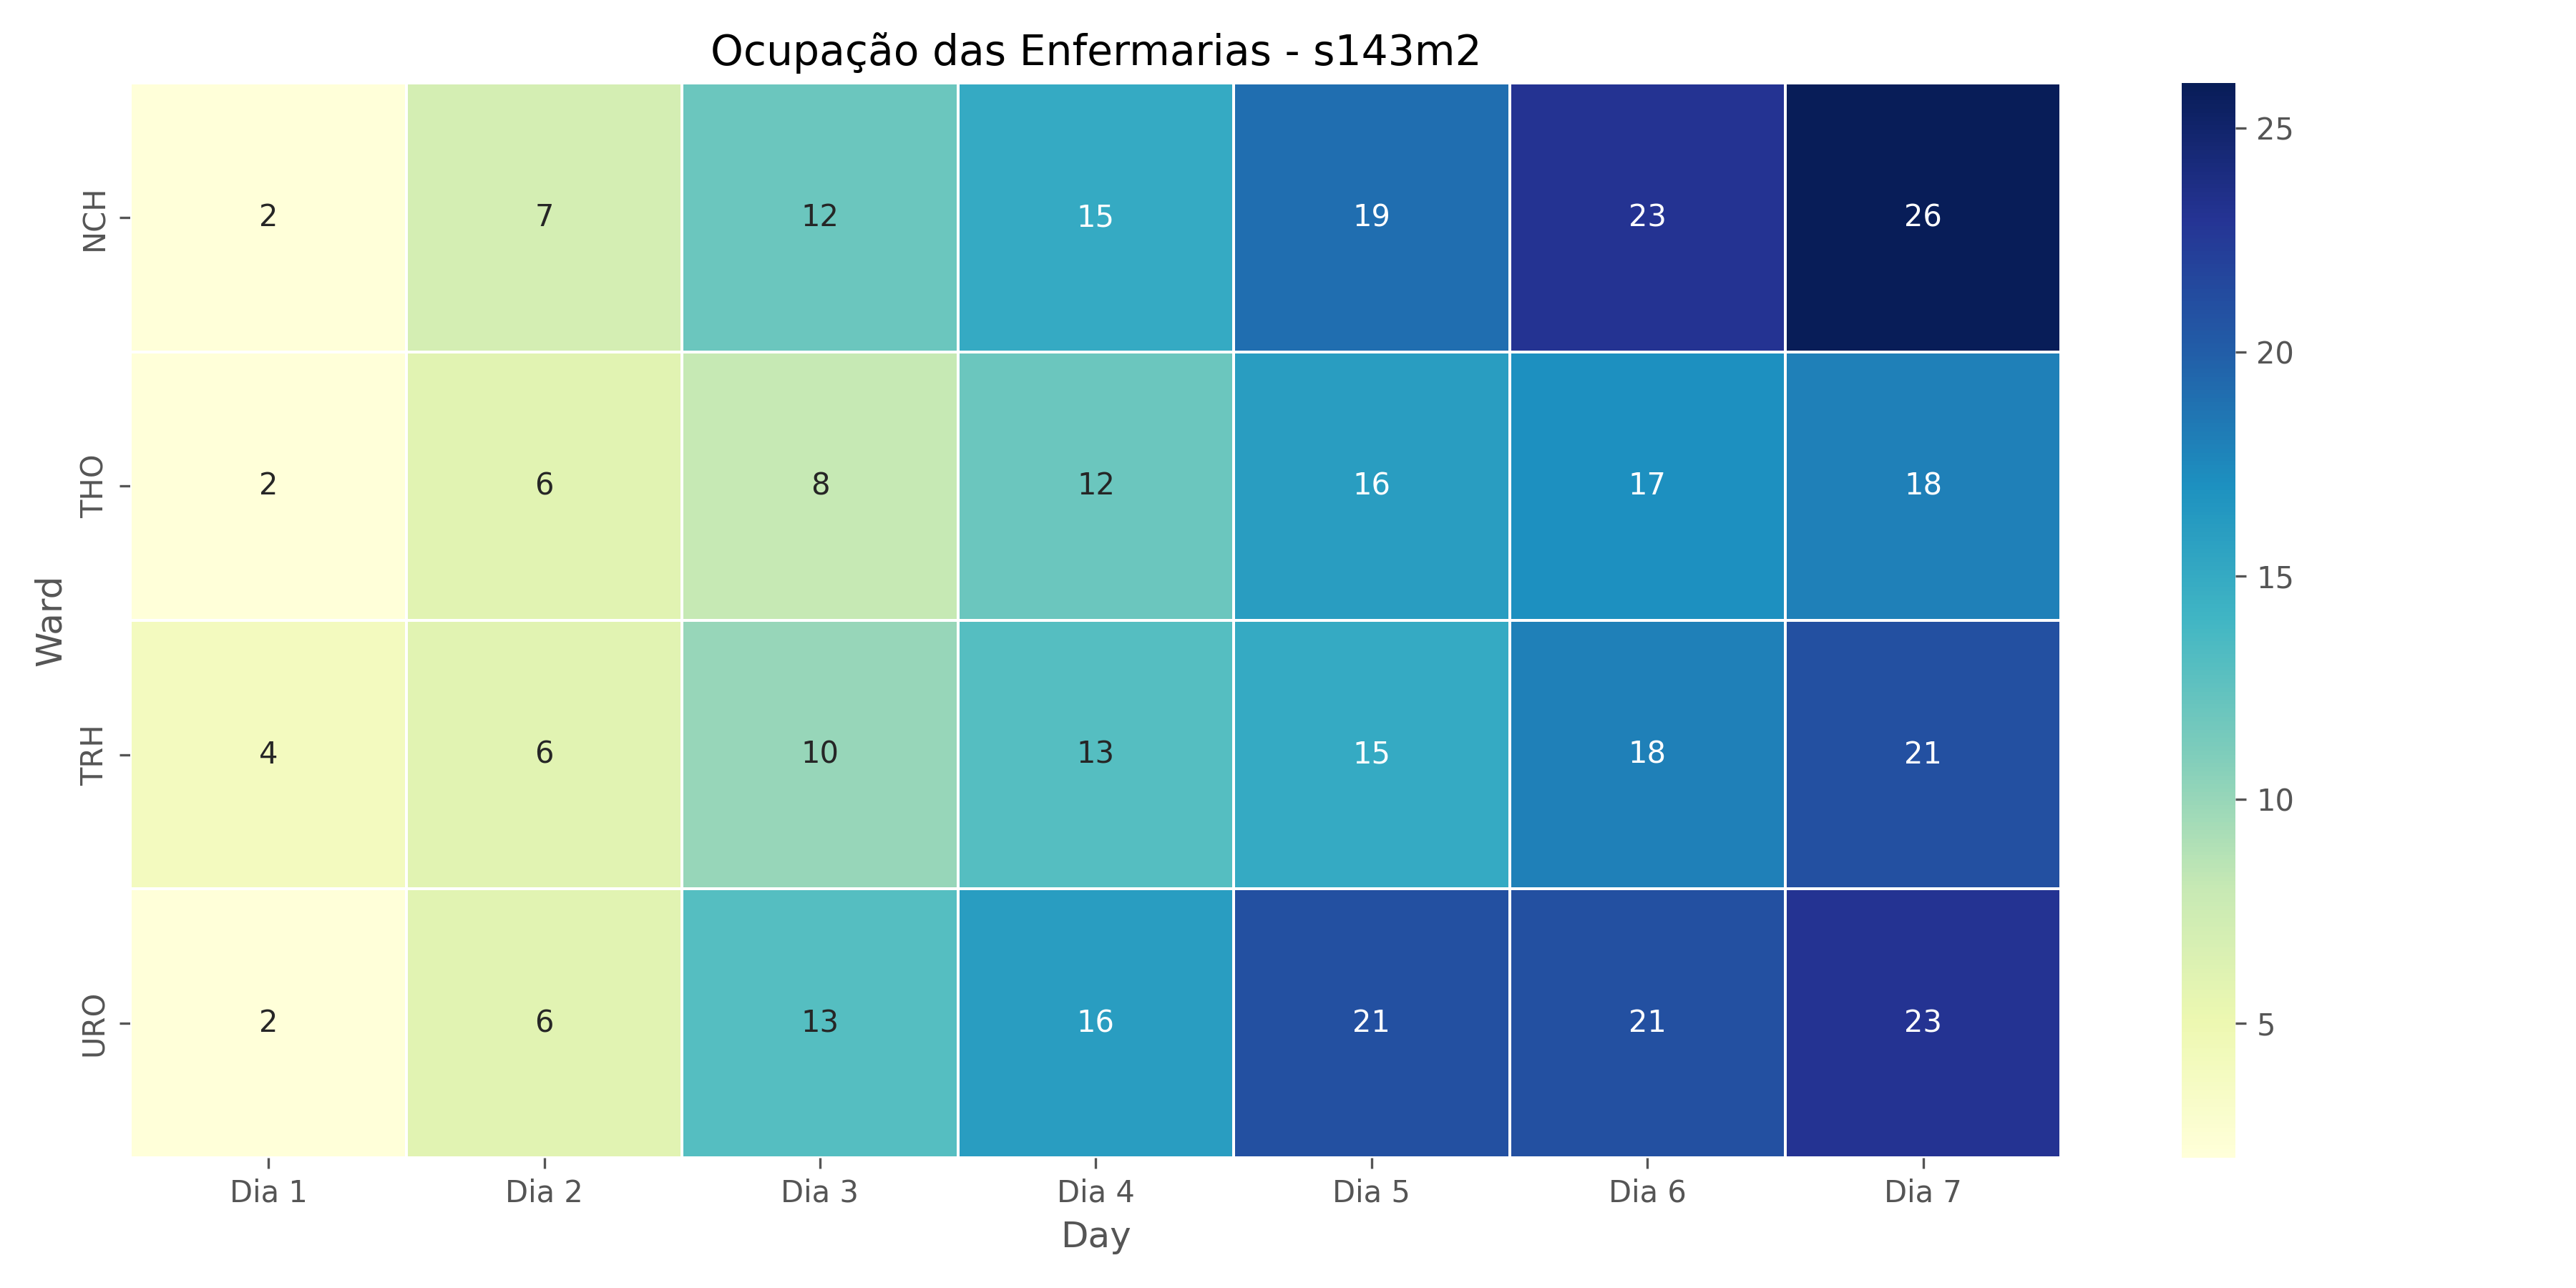 Ocupação das Enfermarias - s143m2
Ward
NCH 2 7 12 15 19 23 26
THO 2 6 8 12 16 17 18
TRH 4 6 10 13 15 18 21
URO 2 6 13 16 21 21 23
Dia 1 Dia 2 Dia 3 Dia 4 Dia 5 Dia 6 Dia 7
Day
25
20
15
10
5